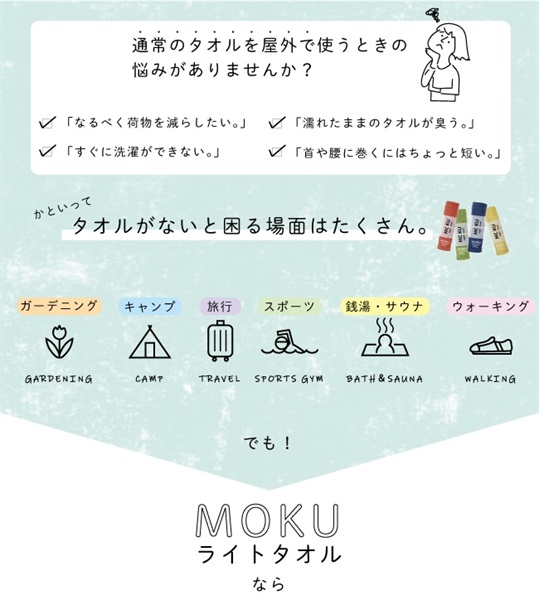 通常のタオルを屋外で使うときの
悩みがありませんか？
「なるべく荷物を減らしたい。」
「濡れたままのタオルが臭う。」
「すぐに洗濯ができない。」
「首や腰に巻くにはちょっと短い。」
かといって
タオルがないと困る場面はたくさん。
ガーデニング
キャンプ
旅行
スポーツ
銭湯・サウナ
ウォーキング
GARDENING
CAMP
TRAVEL
SPORTS GYM
BATH&SAUNA
WALKING
でも！
MOKU
ライトタオル
なら